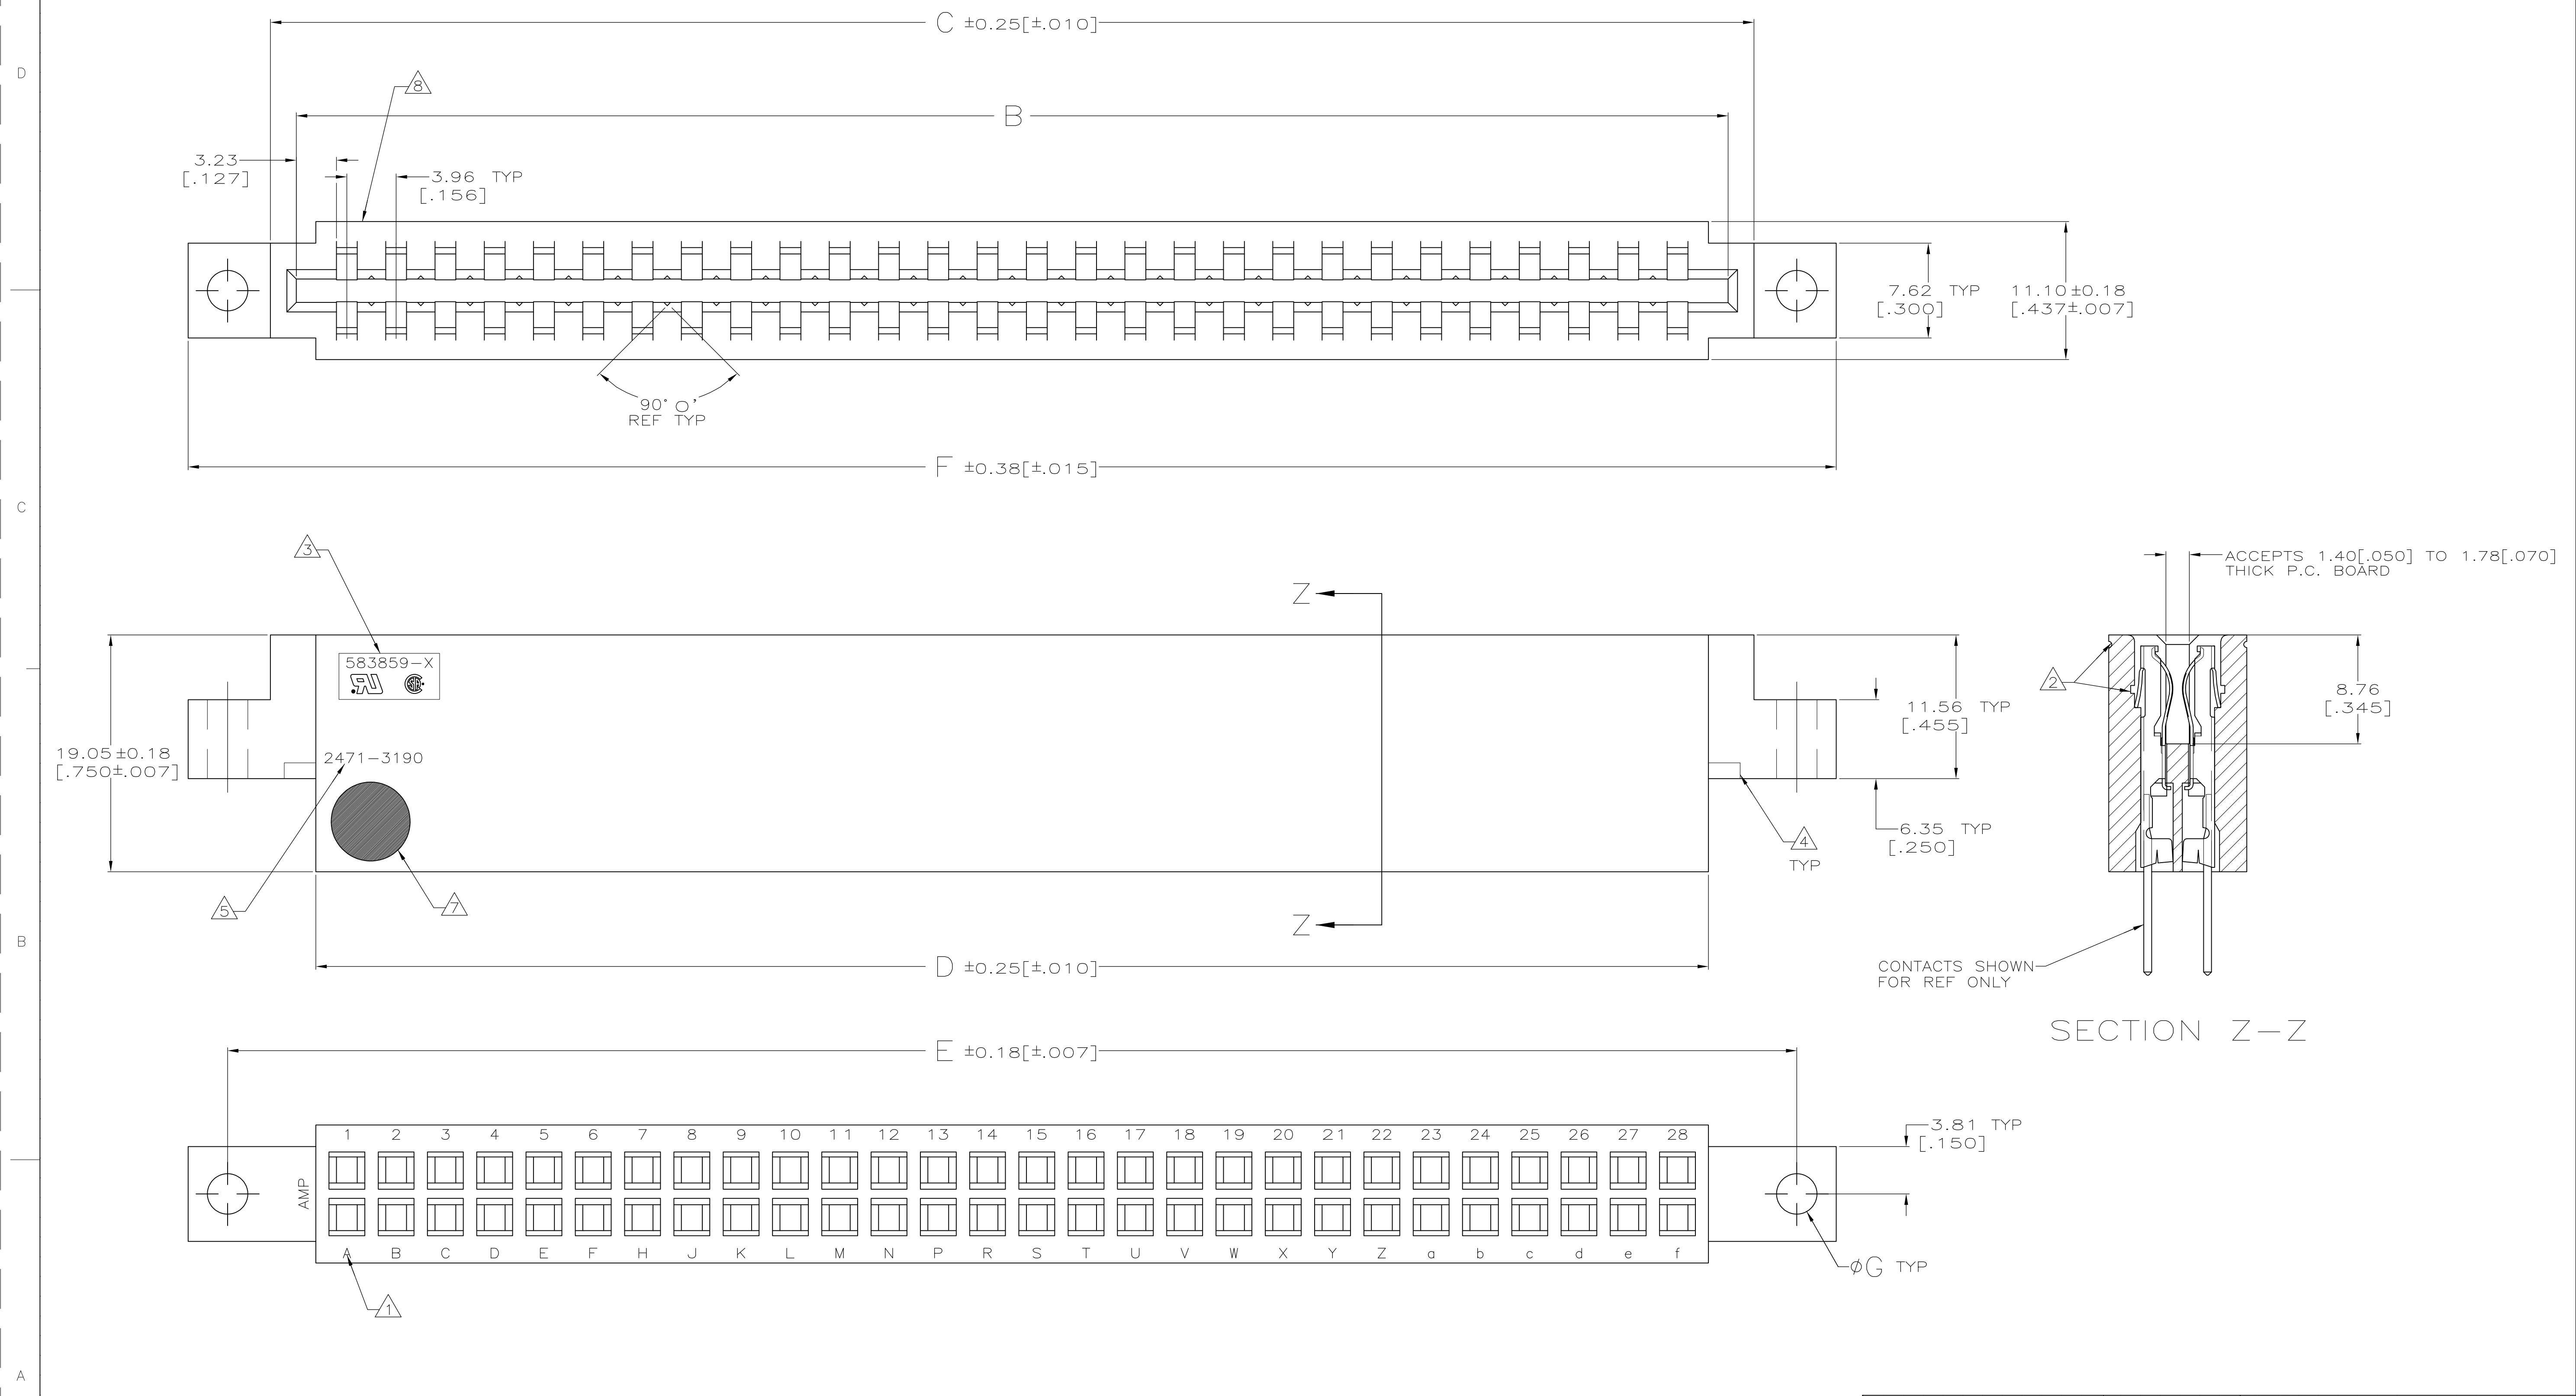 D
C ±0.25[±.010]
8
B
3.23
[.127]
3.96 TYP
[.156]
7.62 TYP
[.300]
11.10±0.18
[.437±.007]
90° 0'
REF TYP
F ±0.38[±.015]
C
3
Z
ACCEPTS 1.40[.050] TO 1.78[.070]
THICK P.C. BOARD
583859-X
UR
2
8.76
[.345]
11.56 TYP
[.455]
19.05±0.18
[.750±.007]
2471-3190
6.35 TYP
[.250]
4
TYP
5
7
Z
B
D ±0.25[±.010]
CONTACTS SHOWN
FOR REF ONLY
SECTION Z-Z
E ±0.18[±.007]
3.81 TYP
[.150]
1 2 3 4 5 6 7 8 9 10 11 12 13 14 15 16 17 18 19 20 21 22 23 24 25 26 27 28
AMP
A B C D E F H J K L M N P R S T U V W X Y Z a b c d e f
ØG TYP
1
A